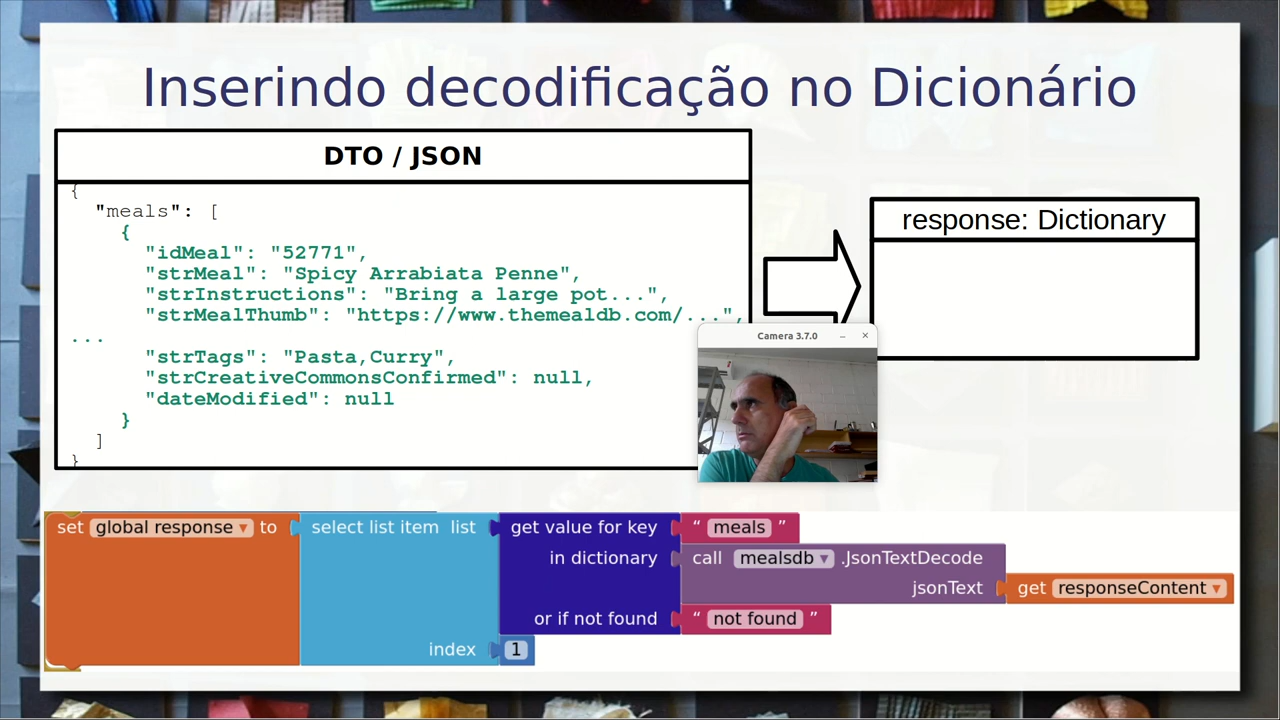 Inserindo decodificação no Dicionário
DTO / JSON
{
"meals": [
{
"idMeal": "52771",
"strMeal": "Spicy Arrabiata Penne",
"strInstructions": "Bring a large pot...",
"strMealThumb": "https://www.themealdb.com/...",
...
"strTags": "Pasta,Curry",
"strCreativeCommonsConfirmed": null,
"dateModified": null
}
]
}
response: Dictionary
Camera 3.7.0
set global response to select list item list get value for key “ meals ”
in dictionary call mealsdb .JsonTextDecode
jsonText get responseContent
or if not found “ not found ”
index 1